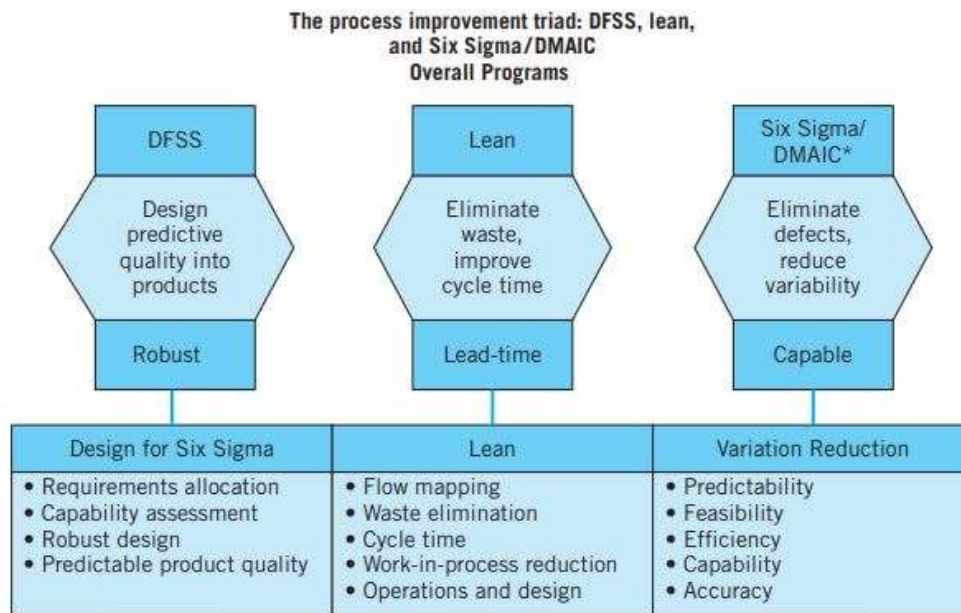 The process improvement triad: DFSS, lean,
and Six Sigma/DMAIC
Overall Programs
DFSS
Design
predictive
quality into
products
Robust
Lean
Eliminate
waste,
improve
cycle time
Lead-time
Six Sigma/
DMAIC*
Eliminate
defects,
reduce
variability
Capable
Design for Six Sigma
• Requirements allocation
• Capability assessment
• Robust design
• Predictable product quality
Lean
• Flow mapping
• Waste elimination
• Cycle time
• Work-in-process reduction
• Operations and design
Variation Reduction
• Predictability
• Feasibility
• Efficiency
• Capability
• Accuracy